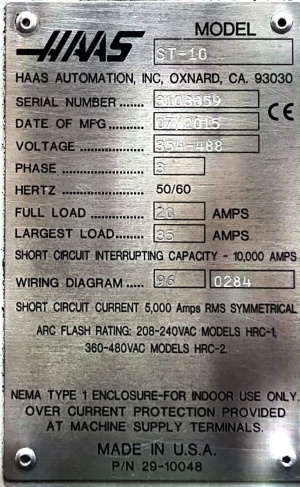 HAAS
MODEL
ST-10
HAAS AUTOMATION, INC, OXNARD, CA. 93030
SERIAL NUMBER ....... 3103359
DATE OF MFG ........ 07/2015
VOLTAGE .............. 354-488
PHASE .................. 3
HERTZ .................. 50/60
FULL LOAD ............ 20 AMPS
LARGEST LOAD....... 35 AMPS
CE
SHORT CIRCUIT INTERRUPTING CAPACITY - 10,000 AMPS
WIRING DIAGRAM ..... 96 0284
SHORT CIRCUIT CURRENT 5,000 Amps RMS SYMMETRICAL
ARC FLASH RATING: 208-240VAC MODELS HRC-1,
360-480VAC MODELS HRC-2.
NEMA TYPE 1 ENCLOSURE-FOR INDOOR USE ONLY.
OVER CURRENT PROTECTION PROVIDED
AT MACHINE SUPPLY TERMINALS.
MADE IN U.S.A.
P/N 29-10048